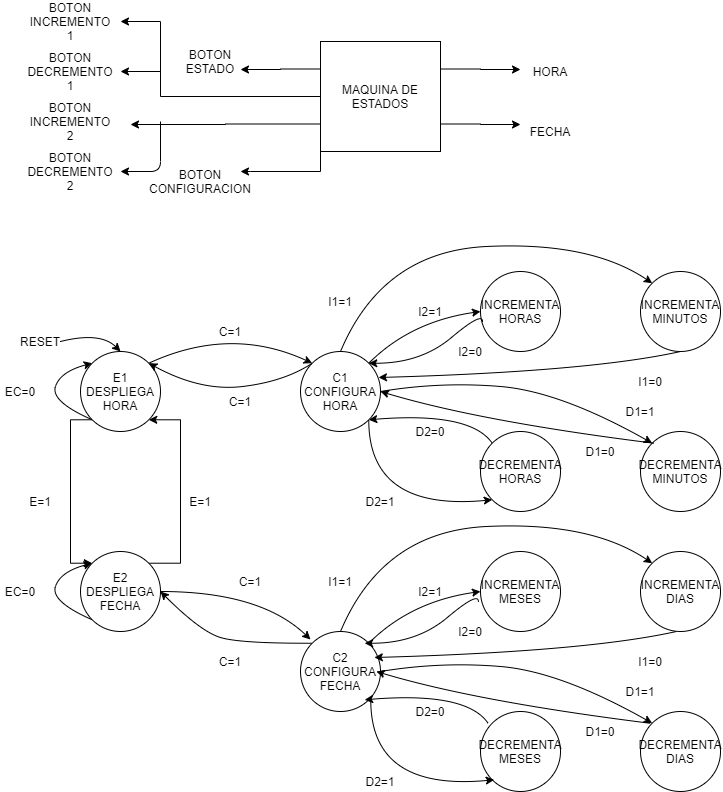 BOTON
INCREMENTO
1
BOTON
DECREMENTO
1
BOTON
ESTADO
BOTON
INCREMENTO
2
BOTON
DECREMENTO
2
BOTON
CONFIGURACION
MAQUINA DE
ESTADOS
HORA
FECHA
RESET
E1
DESPLIEGA
HORA
EC=0
C=1
C=1
C1
CONFIGURA
HORA
I1=1
I2=1
I2=0
INCREMENTA
HORAS
INCREMENTA
MINUTOS
I1=0
D1=1
D1=0
D2=0
D2=1
DECREMENTA
HORAS
DECREMENTA
MINUTOS
E=1
E=1
E2
DESPLIEGA
FECHA
EC=0
C=1
C=1
C2
CONFIGURA
FECHA
I1=1
I2=1
I2=0
INCREMENTA
MESES
INCREMENTA
DIAS
I1=0
D1=1
D1=0
D2=0
D2=1
DECREMENTA
MESES
DECREMENTA
DIAS